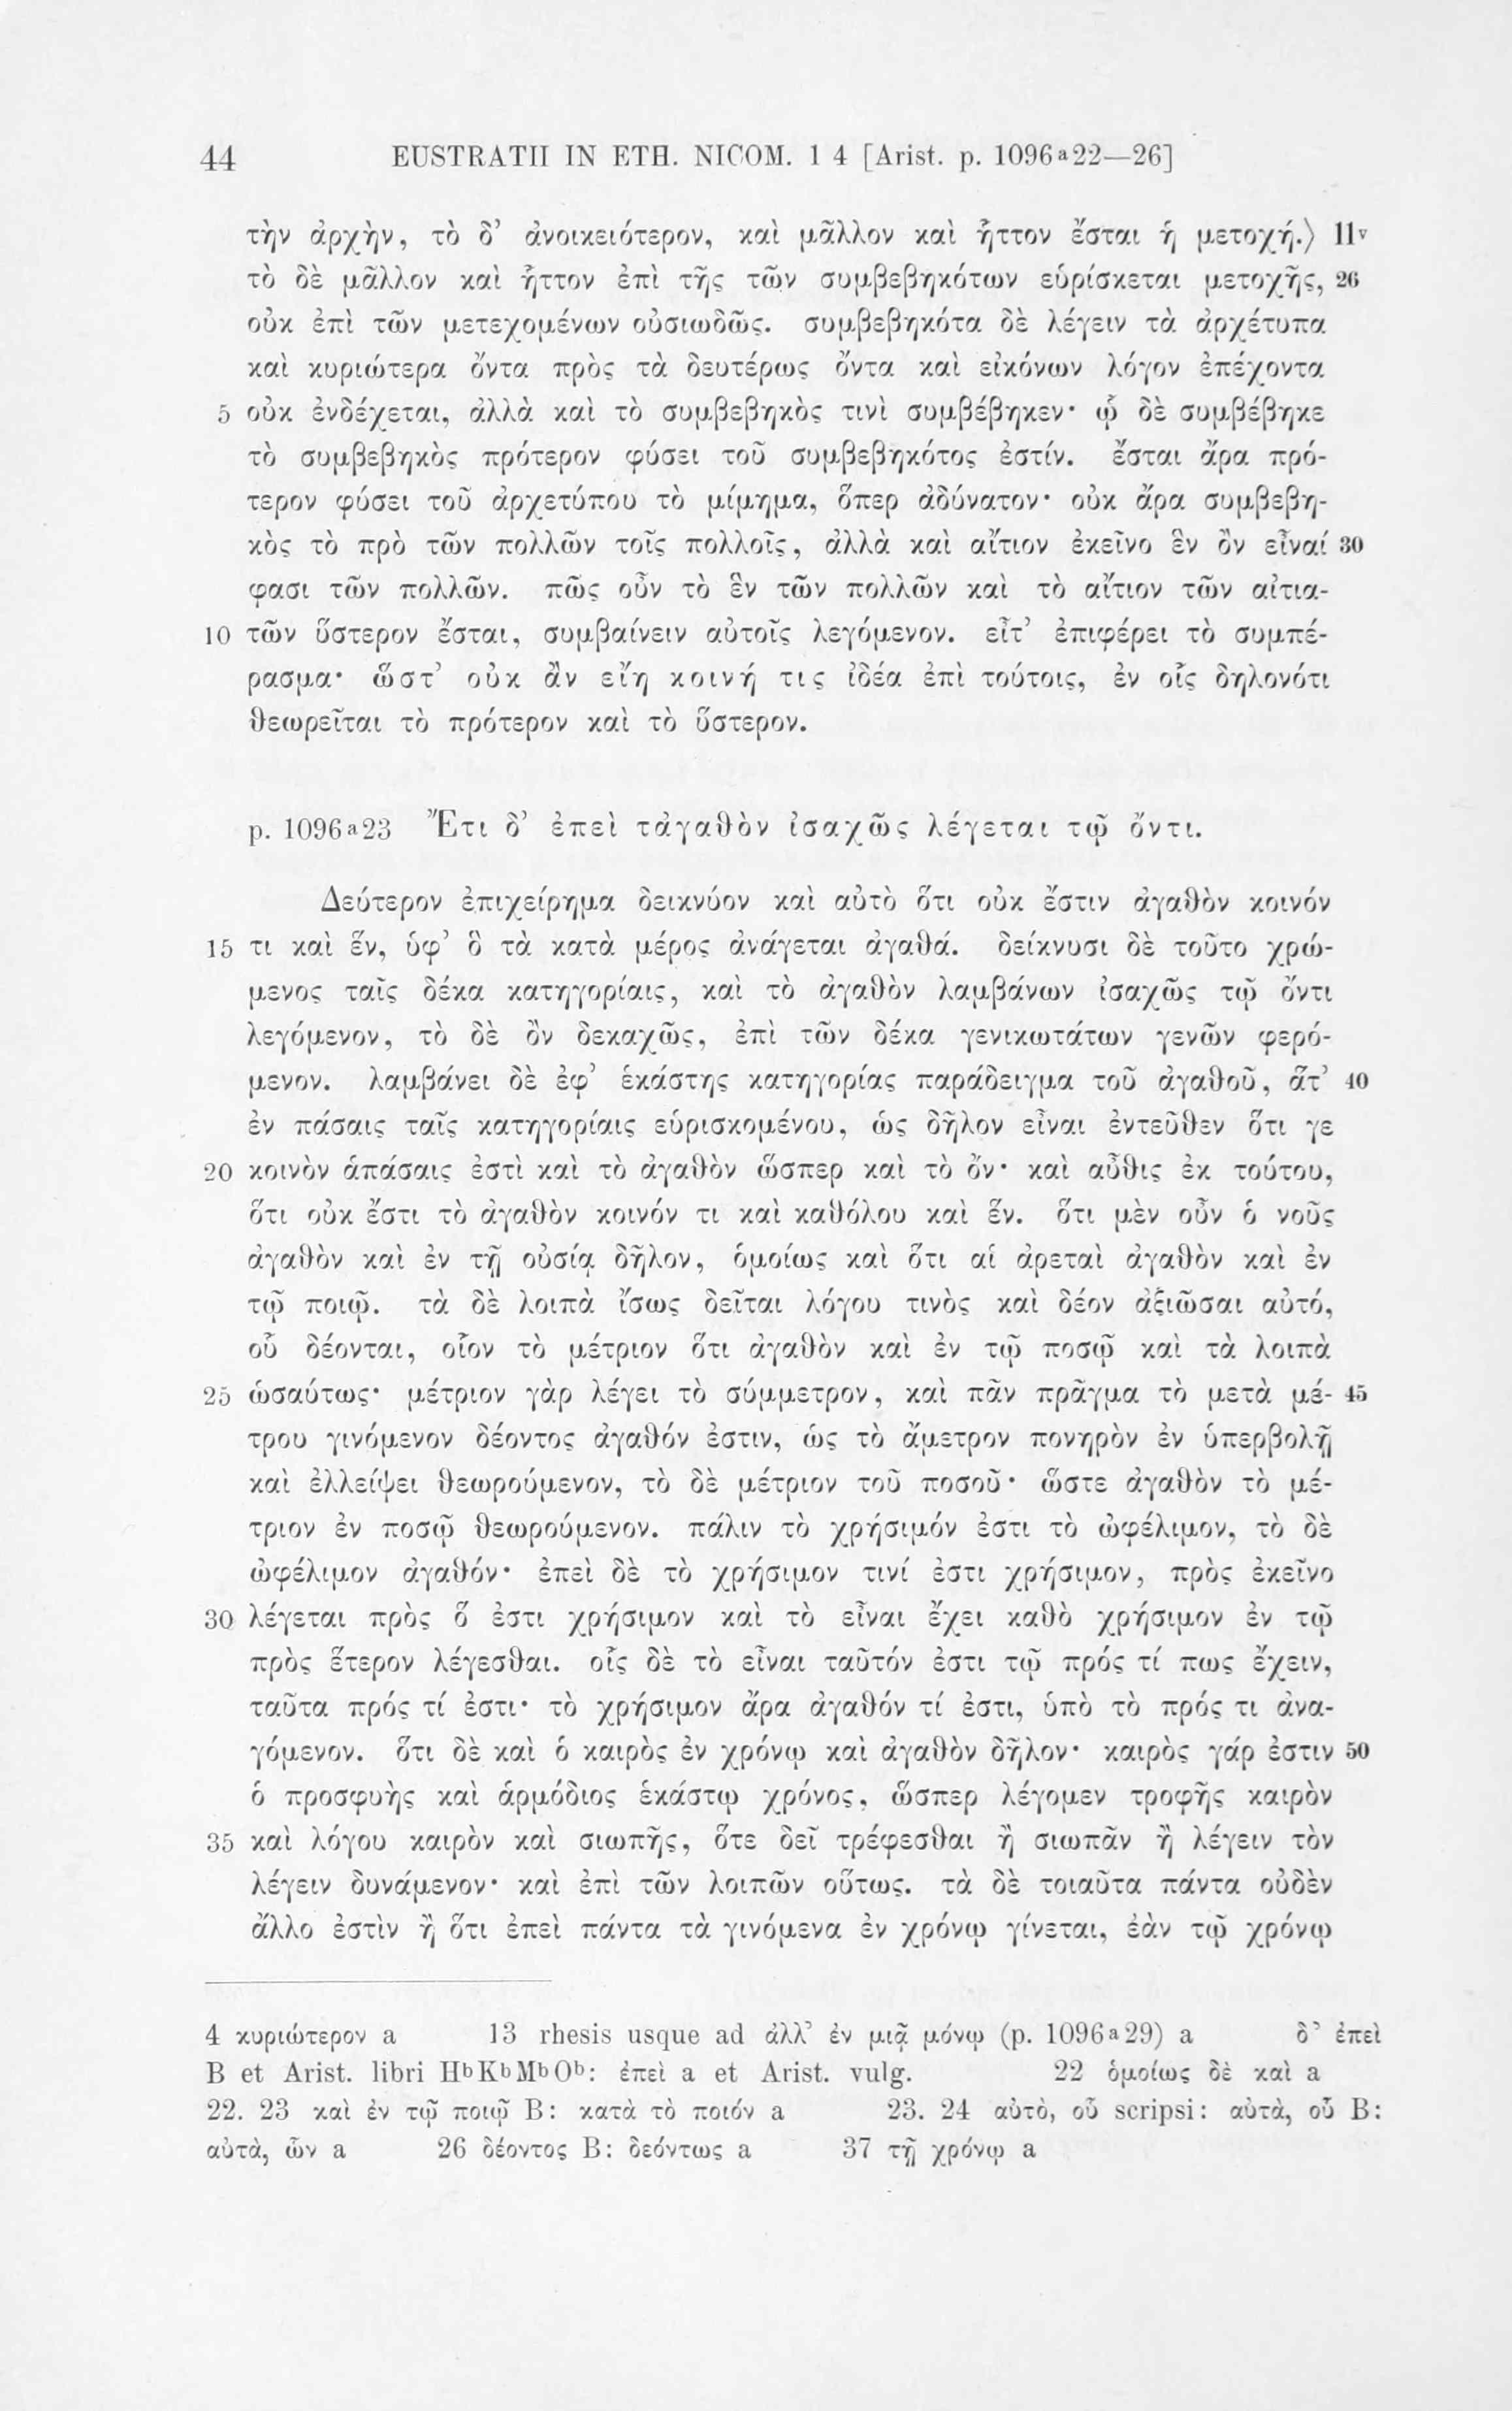 44 EUSTRATII IN ETH. NICOM. I 4 [Arist. p. 1096ª22—26]
τὴν ἀρχὴν, τὸ δ’ ἀνοικειότερον, καὶ μᾶλλον καὶ ἧττον ἔσται ἡ μετοχή.⟩ 11ᵛ
τὸ δὲ μᾶλλον καὶ ἧττον ἐπὶ τῆς τῶν συμβεβηκότων εὑρίσκεται μετοχῆς, 26
οὐκ ἐπὶ τῶν μετεχομένων οὐσιωδῶς. συμβεβηκότα δὲ λέγειν τὰ ἀρχέτυπα
καὶ κυριώτερα ὄντα πρὸς τὰ δευτέρως ὄντα καὶ εἰκόνων λόγον ἐπέχοντα
5 οὐκ ἐνδέχεται, ἀλλὰ καὶ τὸ συμβεβηκὸς τινὶ συμβέβηκεν· ᾧ δὲ συμβέβηκε
τὸ συμβεβηκὸς πρότερον φύσει τοῦ συμβεβηκότος ἐστίν. ἔσται ἄρα πρό-
τερον φύσει τοῦ ἀρχετύπου τὸ μίμημα, ὅπερ ἀδύνατον· οὐκ ἄρα συμβεβη-
κὸς τὸ πρὸ τῶν πολλῶν τοῖς πολλοῖς, ἀλλὰ καὶ αἴτιον ἐκεῖνο ἓν ὂν εἶναί 30
φασι τῶν πολλῶν. πῶς οὖν τὸ ἓν τῶν πολλῶν καὶ τὸ αἴτιον τῶν αἰτια-
10 τῶν ὕστερον ἔσται, συμβαίνειν αὐτοῖς λεγόμενον. εἶτ’ ἐπιφέρει τὸ συμπέ-
ρασμα· ὥστ’ οὐκ ἂν εἴη κοινή τις ἰδέα ἐπὶ τούτοις, ἐν οἷς δηλονότι
θεωρεῖται τὸ πρότερον καὶ τὸ ὕστερον.
p. 1096ª23 Ἔτι δ’ ἐπεὶ τἀγαθὸν ἰσαχῶς λέγεται τῷ ὄντι.
Δεύτερον ἐπιχείρημα δεικνύον καὶ αὐτὸ ὅτι οὐκ ἔστιν ἀγαθὸν κοινόν
15 τι καὶ ἕν, ὑφ’ ὃ τὰ κατὰ μέρος ἀνάγεται ἀγαθά. δείκνυσι δὲ τοῦτο χρώ-
μενος ταῖς δέκα κατηγορίαις, καὶ τὸ ἀγαθὸν λαμβάνων ἰσαχῶς τῷ ὄντι
λεγόμενον, τὸ δὲ ὂν δεκαχῶς, ἐπὶ τῶν δέκα γενικωτάτων γενῶν φερό-
μενον. λαμβάνει δὲ ἐφ’ ἑκάστης κατηγορίας παράδειγμα τοῦ ἀγαθοῦ, ἅτ’ 40
ἐν πάσαις ταῖς κατηγορίαις εὑρισκομένου, ὡς δῆλον εἶναι ἐντεῦθεν ὅτι γε
20 κοινὸν ἁπάσαις ἐστὶ καὶ τὸ ἀγαθὸν ὥσπερ καὶ τὸ ὄν· καὶ αὖθις ἐκ τούτου,
ὅτι οὐκ ἔστι τὸ ἀγαθὸν κοινόν τι καὶ καθόλου καὶ ἕν. ὅτι μὲν οὖν ὁ νοῦς
ἀγαθὸν καὶ ἐν τῇ οὐσίᾳ δῆλον, ὁμοίως καὶ ὅτι αἱ ἀρεταὶ ἀγαθὸν καὶ ἐν
τῷ ποιῷ. τὰ δὲ λοιπὰ ἴσως δεῖται λόγου τινὸς καὶ δέον ἀξιῶσαι αὐτό,
οὗ δέονται, οἷον τὸ μέτριον ὅτι ἀγαθὸν καὶ ἐν τῷ ποσῷ καὶ τὰ λοιπὰ
25 ὡσαύτως· μέτριον γὰρ λέγει τὸ σύμμετρον, καὶ πᾶν πρᾶγμα τὸ μετὰ μέ- 45
τρου γινόμενον δέοντος ἀγαθόν ἐστιν, ὡς τὸ ἄμετρον πονηρὸν ἐν ὑπερβολῇ
καὶ ἐλλείψει θεωρούμενον, τὸ δὲ μέτριον τοῦ ποσοῦ· ὥστε ἀγαθὸν τὸ μέ-
τριον ἐν ποσῷ θεωρούμενον. πάλιν τὸ χρήσιμόν ἐστι τὸ ὠφέλιμον, τὸ δὲ
ὠφέλιμον ἀγαθόν· ἐπεὶ δὲ τὸ χρήσιμον τινί ἐστι χρήσιμον, πρὸς ἐκεῖνο
30 λέγεται πρὸς ὅ ἐστι χρήσιμον καὶ τὸ εἶναι ἔχει καθὸ χρήσιμον ἐν τῷ
πρὸς ἕτερον λέγεσθαι. οἷς δὲ τὸ εἶναι ταῦτόν ἐστι τῷ πρός τί πως ἔχειν,
ταῦτα πρός τί ἐστι· τὸ χρήσιμον ἄρα ἀγαθόν τί ἐστι, ὑπὸ τὸ πρός τι ἀνα-
γόμενον. ὅτι δὲ καὶ ὁ καιρὸς ἐν χρόνῳ καὶ ἀγαθὸν δῆλον· καιρὸς γάρ ἐστιν 50
ὁ προσφυὴς καὶ ἁρμόδιος ἑκάστῳ χρόνος, ὥσπερ λέγομεν τροφῆς καιρὸν
35 καὶ λόγου καιρὸν καὶ σιωπῆς, ὅτε δεῖ τρέφεσθαι ἢ σιωπᾶν ἢ λέγειν τὸν
λέγειν δυνάμενον· καὶ ἐπὶ τῶν λοιπῶν οὕτως. τὰ δὲ τοιαῦτα πάντα οὐδὲν
ἄλλο ἐστὶν ἢ ὅτι ἐπεὶ πάντα τὰ γινόμενα ἐν χρόνῳ γίνεται, ἐὰν τῷ χρόνῳ
4 κυριώτερον a 13 rhesis usque ad ἀλλ’ ἐν μιᾷ μόνῳ (p. 1096ª29) a δ’ ἐπεὶ
B et Arist. libri HᵇKᵇMᵇOᵇ: ἐπεὶ a et Arist. vulg. 22 ὁμοίως δὲ καὶ a
22. 23 καὶ ἐν τῷ ποιῷ B: κατὰ τὸ ποιόν a 23. 24 αὐτὸ, οὗ scripsi: αὐτὰ, οὗ B:
αὐτὰ, ὧν a 26 δέοντος B: δεόντως a 37 τῇ χρόνῳ a